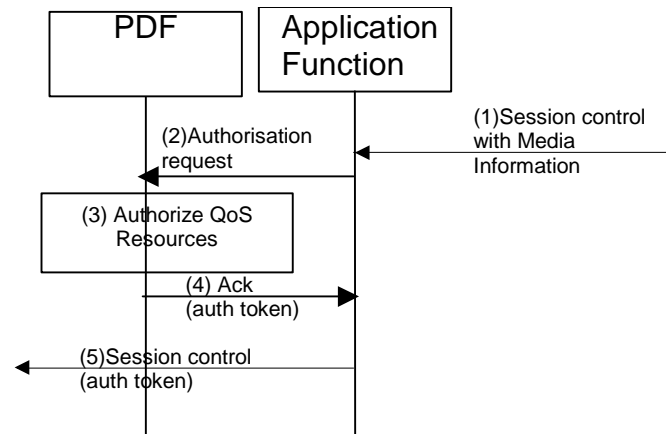 PDF
Application
Function
(1)Session control
with Media
Information
(2)Authorisation
request
(3) Authorize QoS
Resources
(4) Ack
(auth token)
(5)Session control
(auth token)